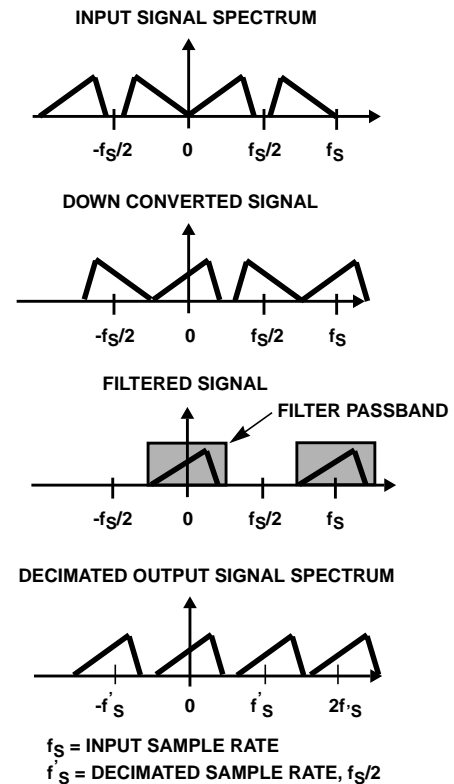 INPUT SIGNAL SPECTRUM
-fS/2 0 fS/2 fS
DOWN CONVERTED SIGNAL
-fS/2 0 fS/2 fS
FILTERED SIGNAL
FILTER PASSBAND
-fS/2 0 fS/2 fS
DECIMATED OUTPUT SIGNAL SPECTRUM
-f'S 0 f'S 2f'S
fS = INPUT SAMPLE RATE
f'S = DECIMATED SAMPLE RATE, fS/2